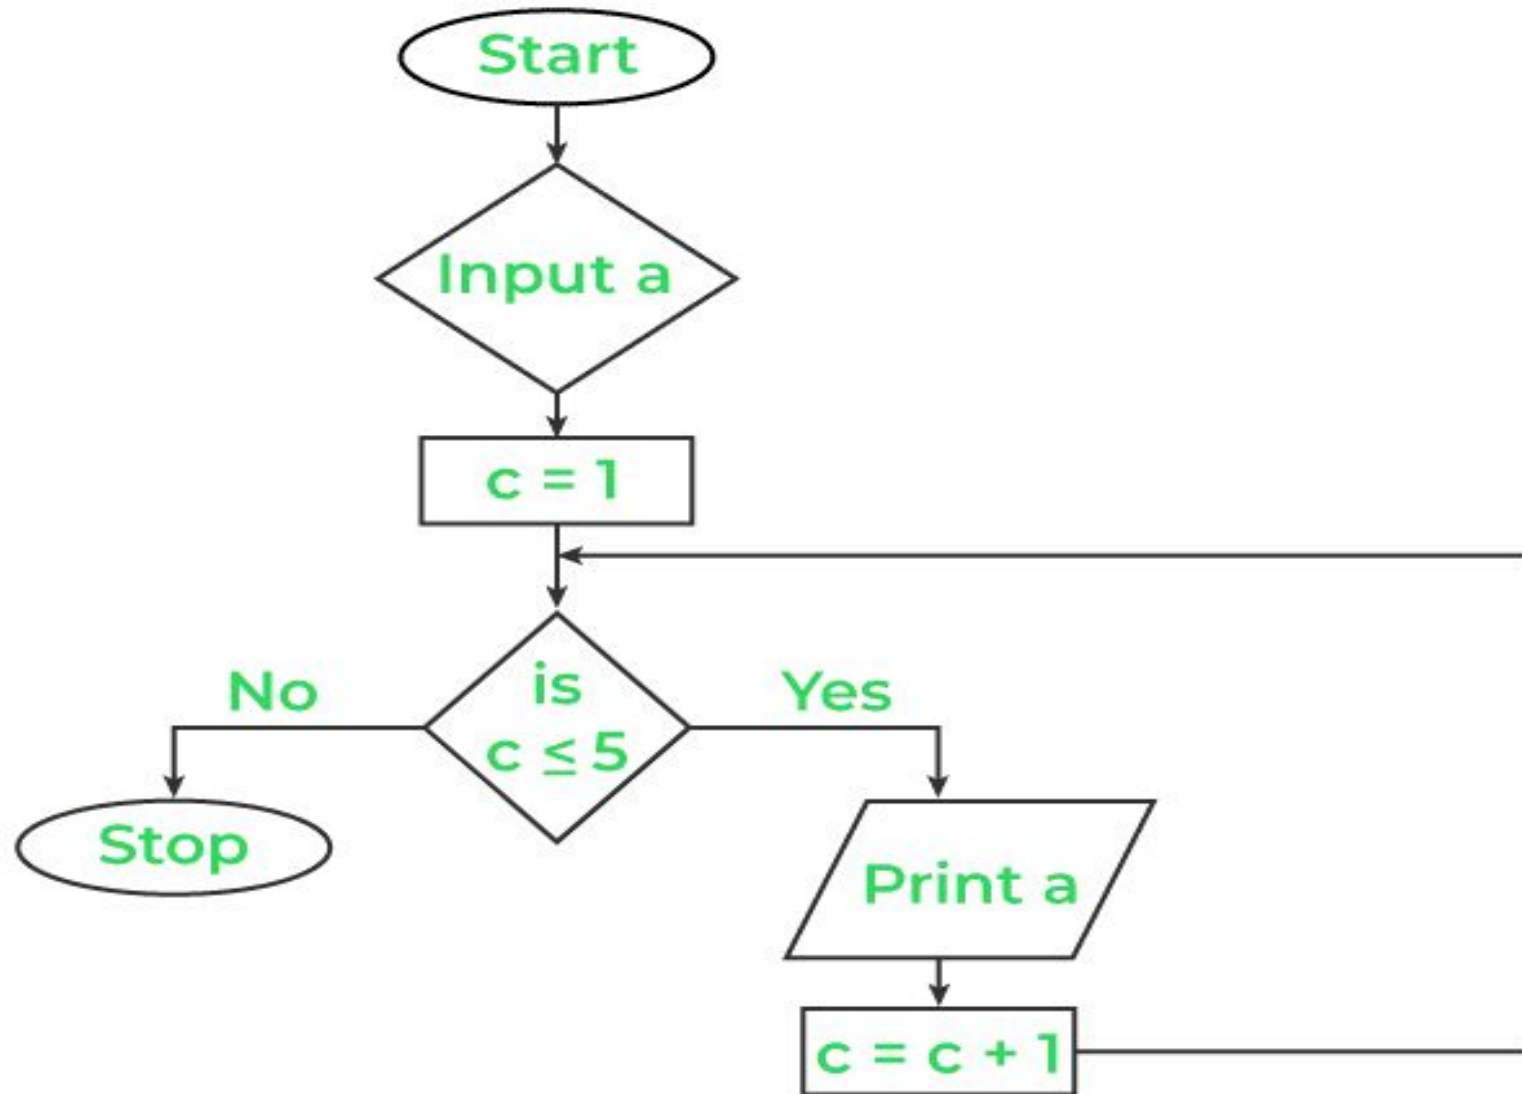 Start
Input a
c = 1
No
is
c ≤ 5
Yes
Stop
Print a
c = c + 1